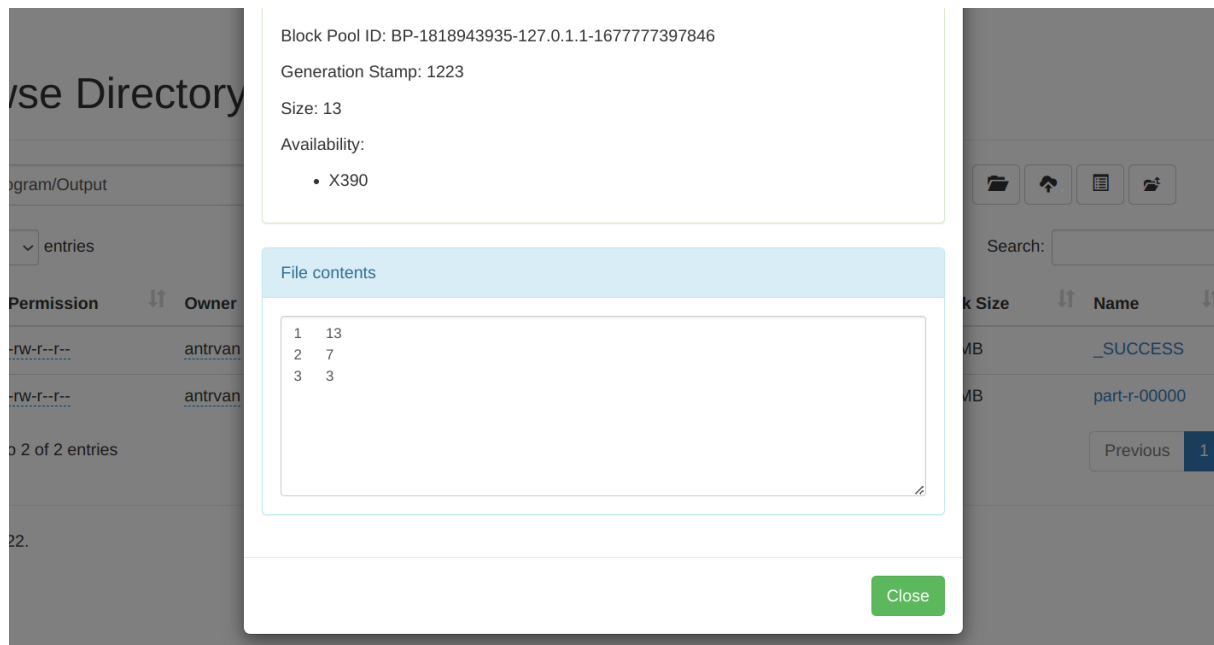 Block Pool ID: BP-1818943935-127.0.1.1-1677777397846
Generation Stamp: 1223
Size: 13
Availability:
X390
Directory
/Output
entries
Search:
File contents
Permission Owner Size Name
1 13
2 7
3 3
-rw-r--r-- antrvan MB _SUCCESS
-rw-r--r-- antrvan MB part-r-00000
2 of 2 entries
Previous 1
22.
Close